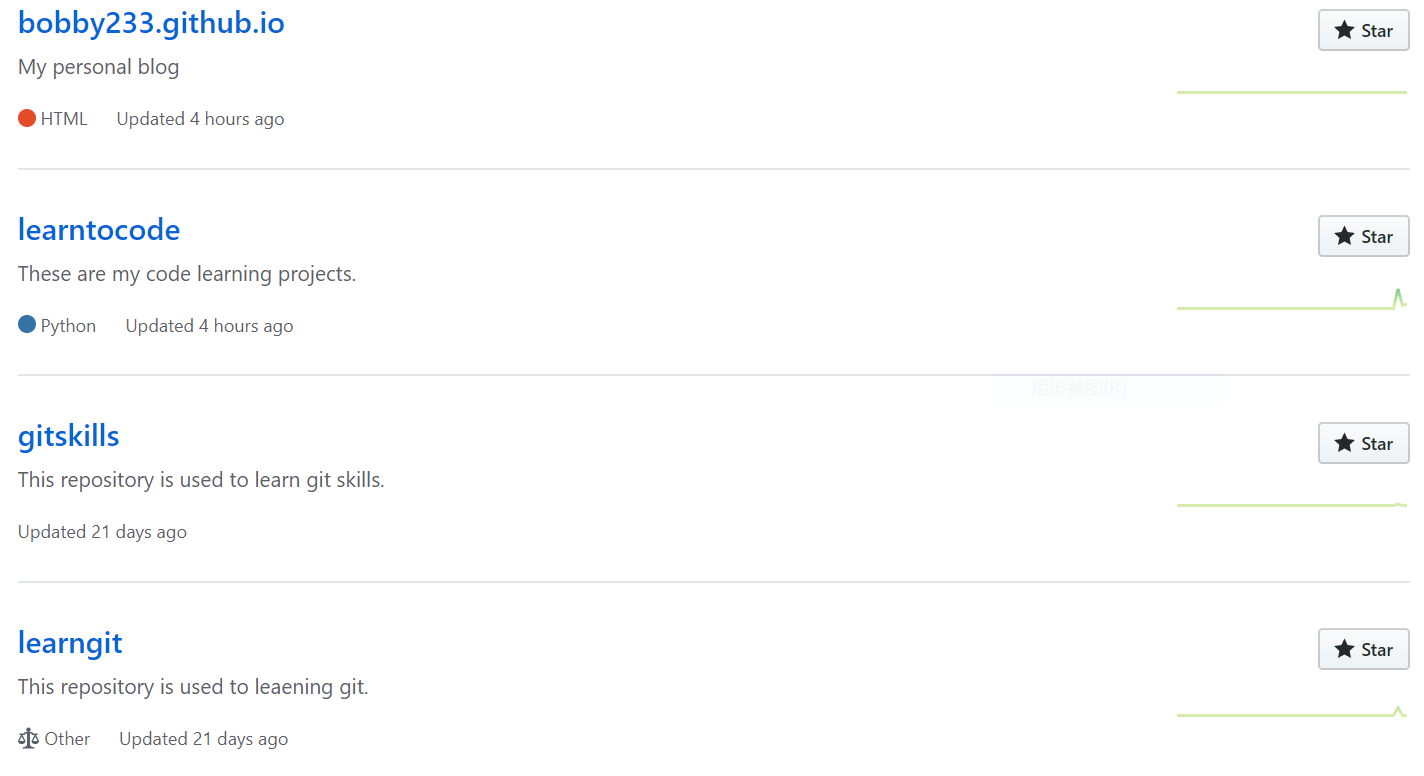 bobby233.github.io
Star
My personal blog
HTML Updated 4 hours ago
learntocode
Star
These are my code learning projects.
Python Updated 4 hours ago
矩形截图(R)
gitskills
Star
This repository is used to learn git skills.
Updated 21 days ago
learngit
Star
This repository is used to leaening git.
Other Updated 21 days ago